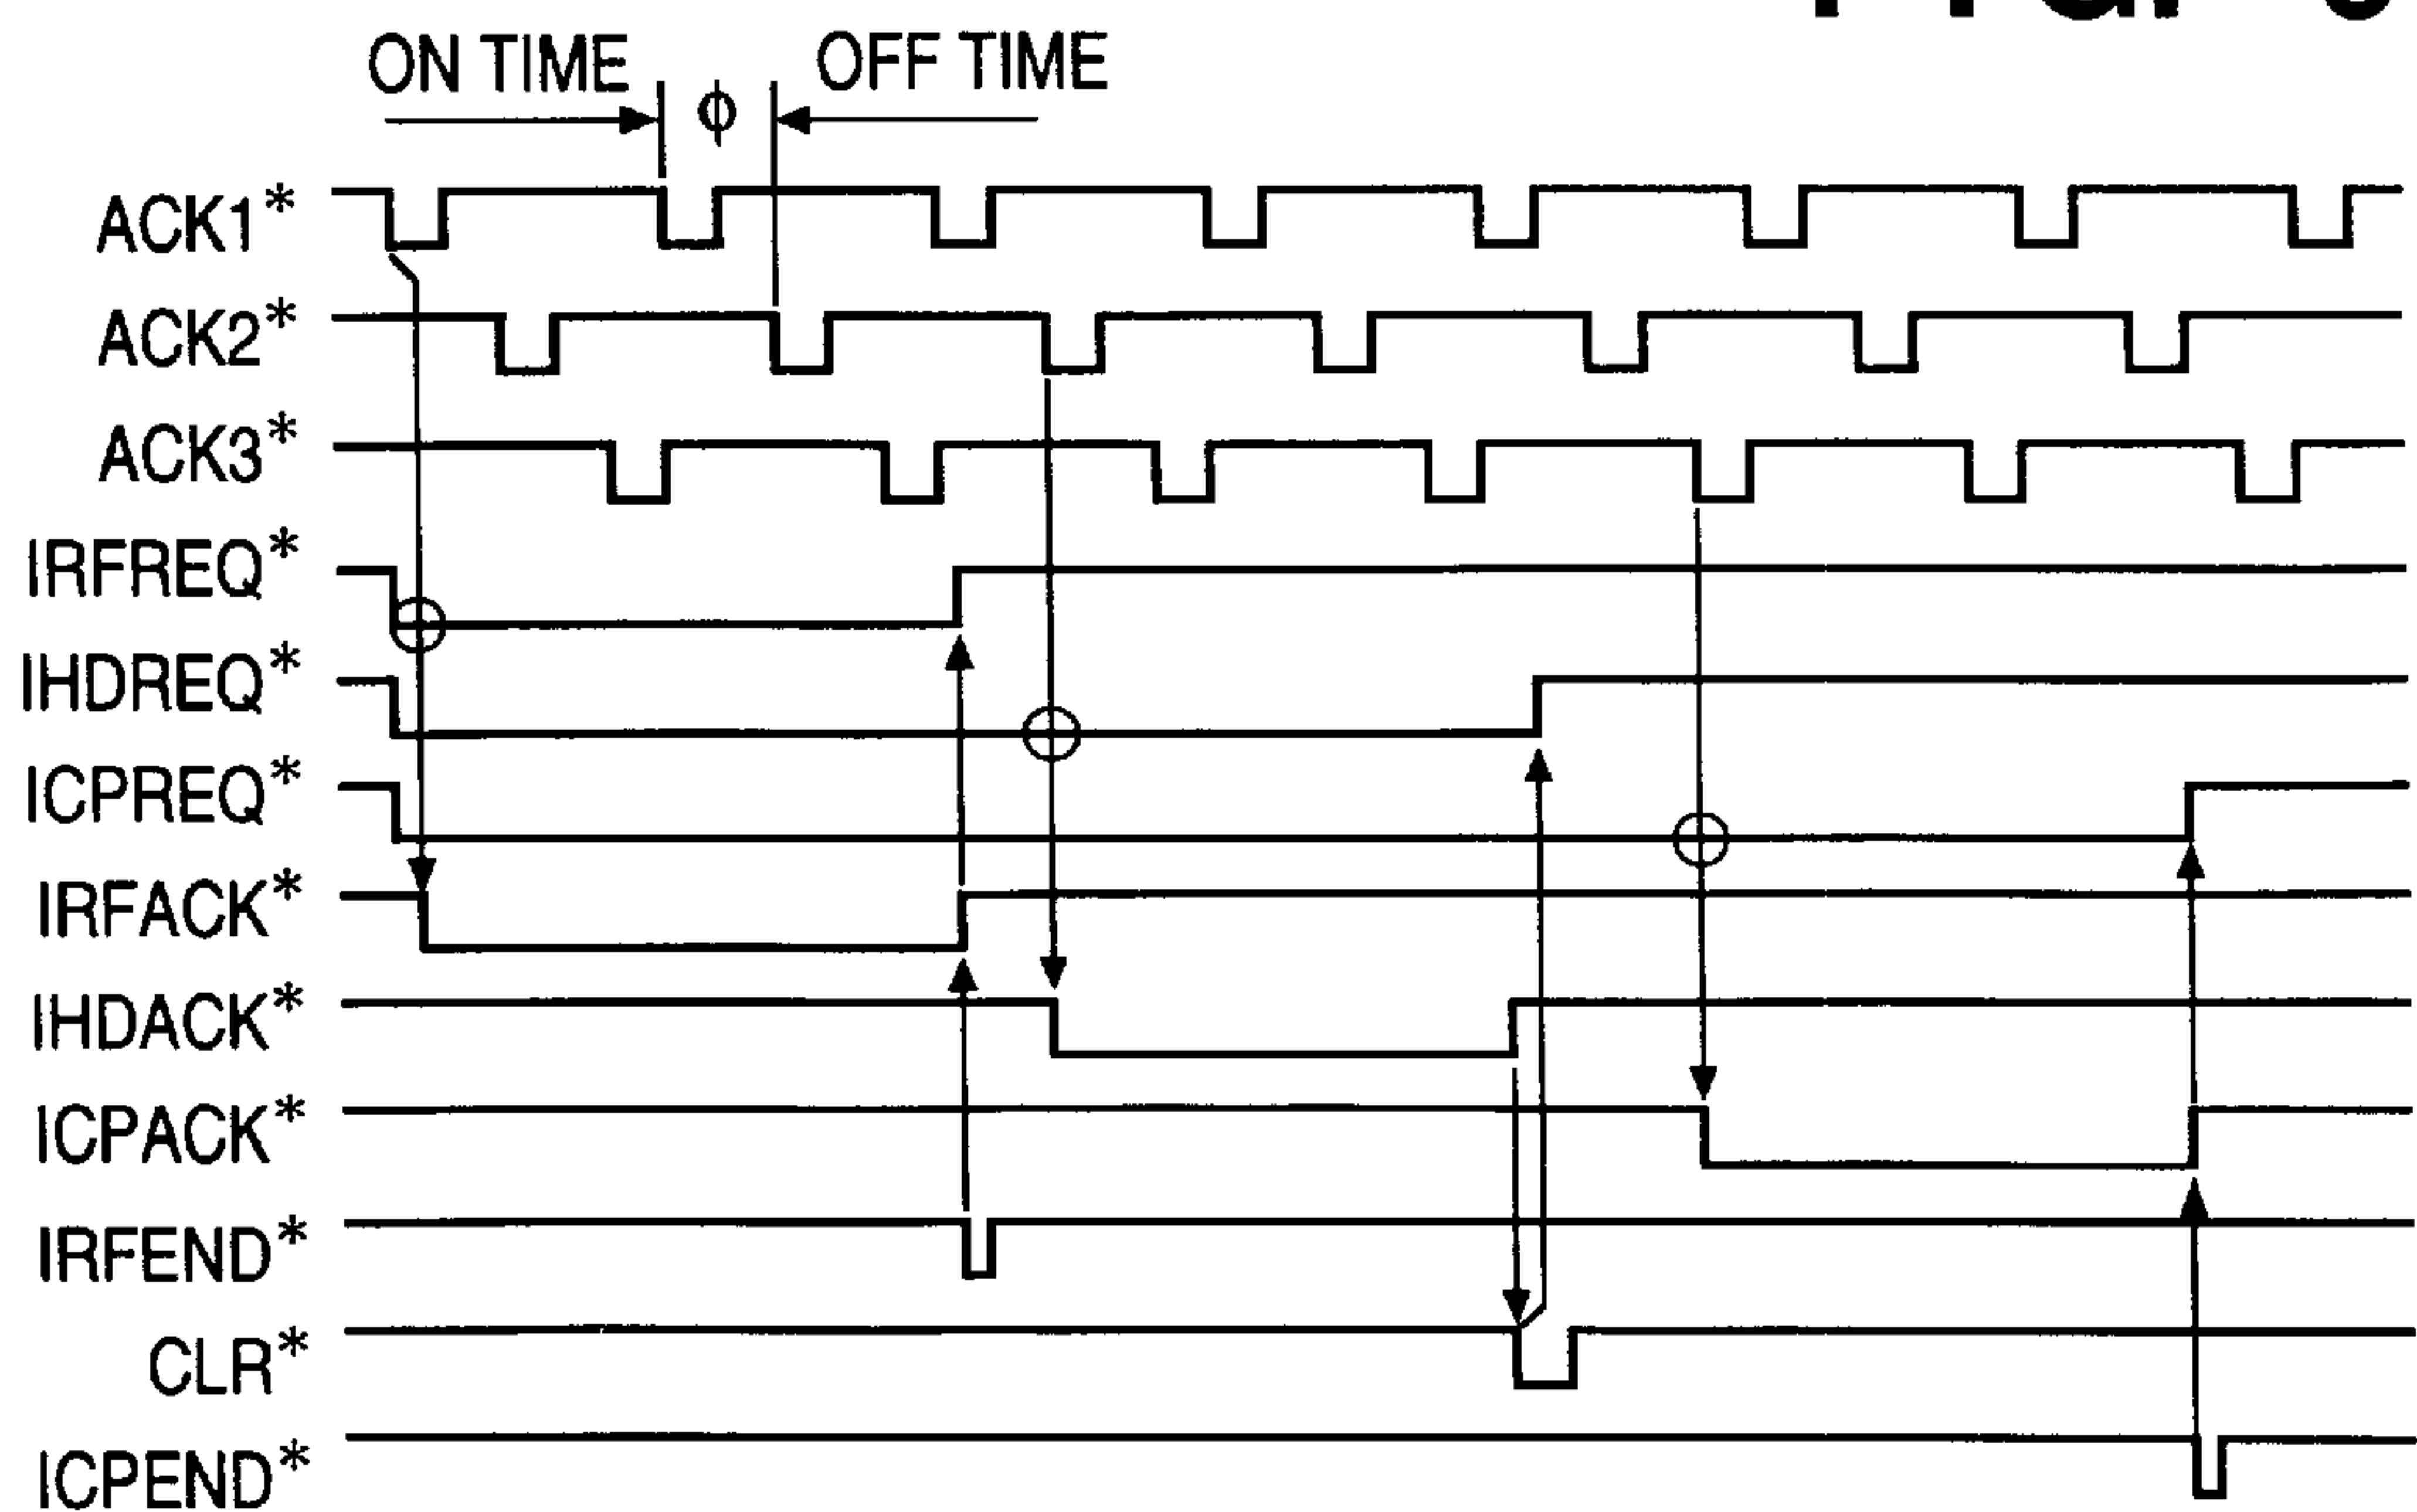 ON TIME φ OFF TIME
ACK1*
ACK2*
ACK3*
IRFREQ*
IHDREQ*
ICPREQ*
IRFACK*
IHDACK*
ICPACK*
IRFEND*
CLR*
ICPEND*